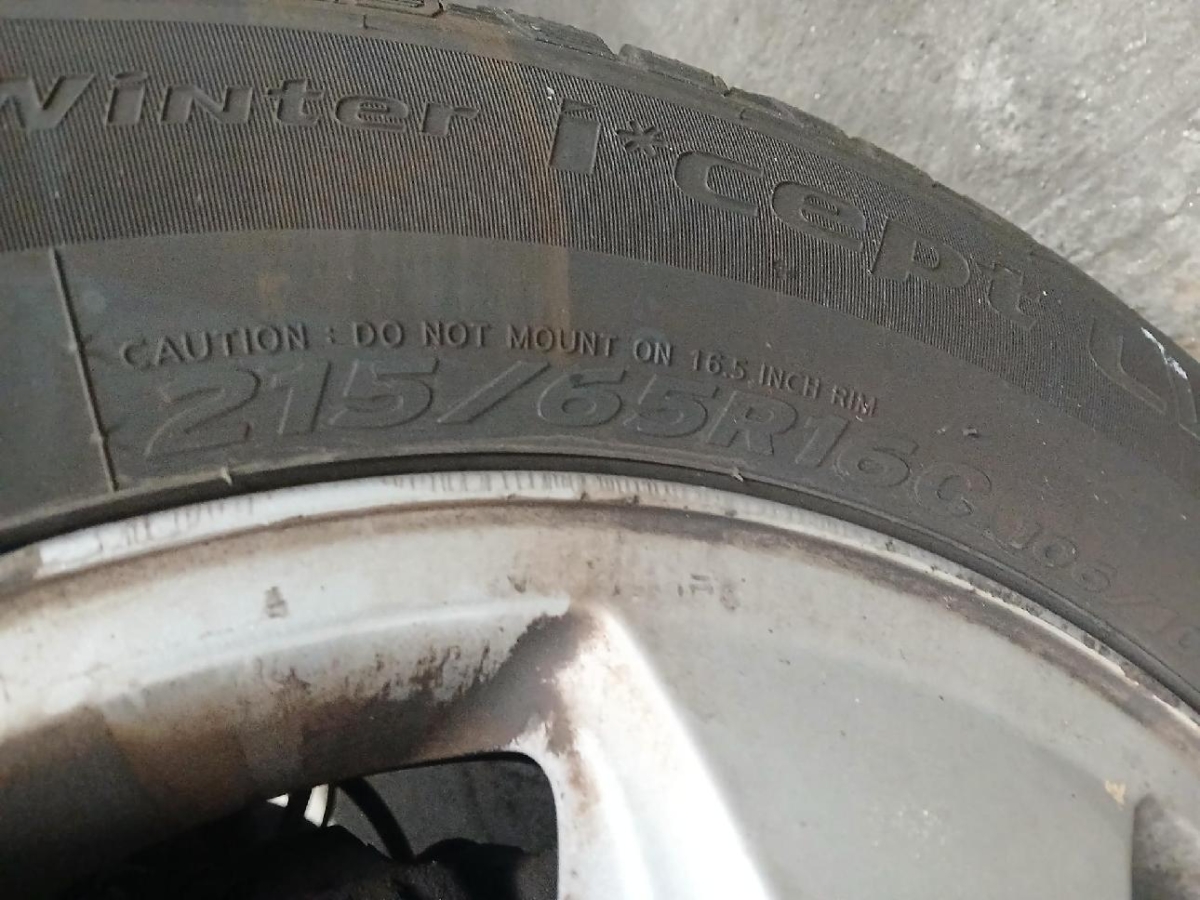 Winter i*cept
CAUTION : DO NOT MOUNT ON 16.5 INCH RIM
215/65R16C